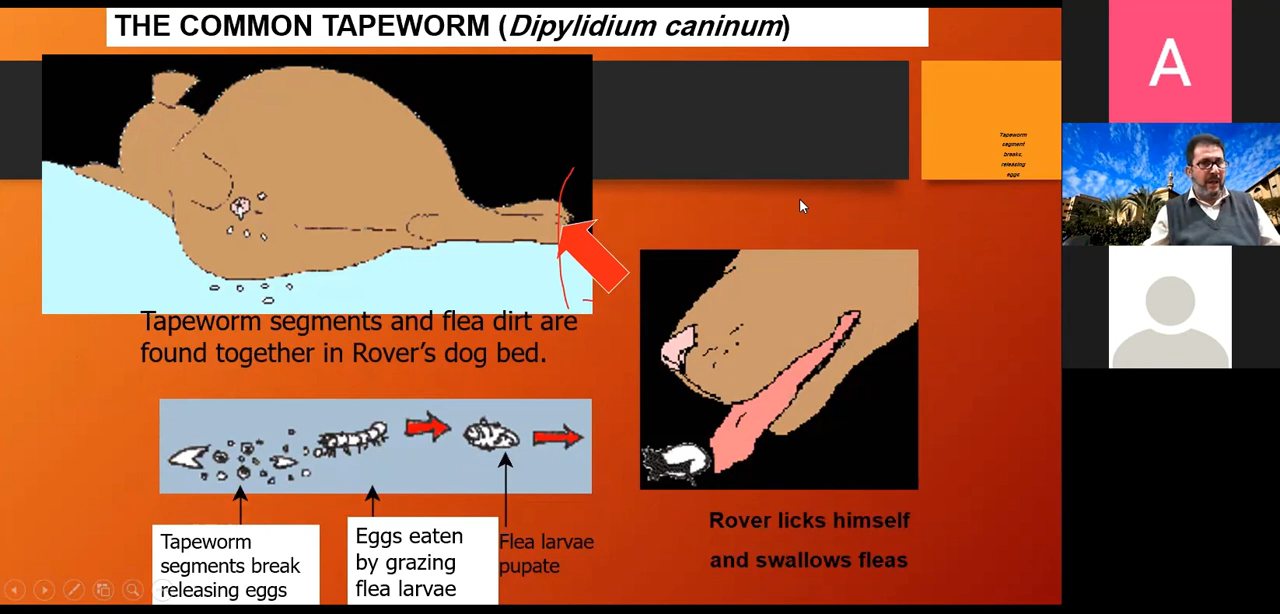 THE COMMON TAPEWORM (Dipylidium caninum)
Tapeworm
segment
breaks,
releasing
eggs
A
Tapeworm segments and flea dirt are
found together in Rover’s dog bed.
Tapeworm
segments break
releasing eggs
Eggs eaten
by grazing
flea larvae
Flea larvae
pupate
Rover licks himself
and swallows fleas